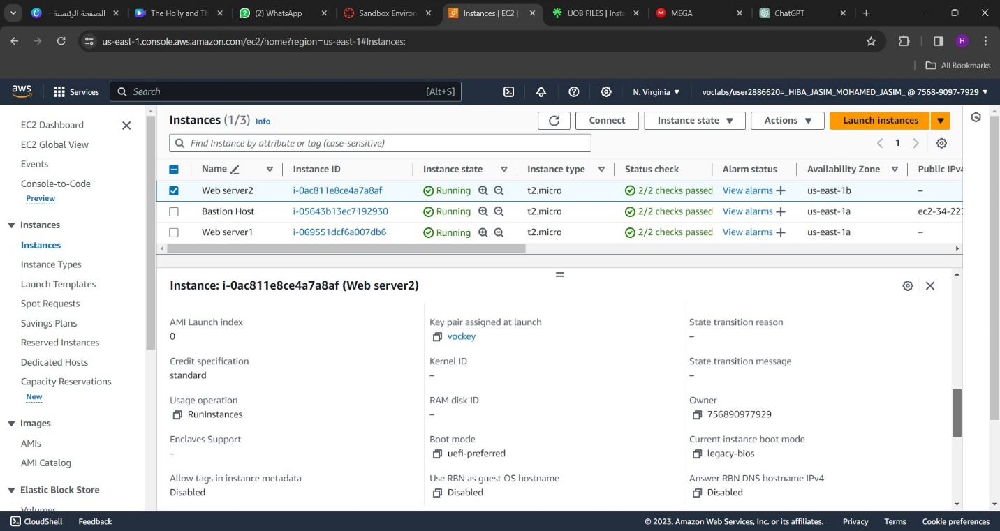 الصفحة الرئيسية -
The Holly and Th
(2) WhatsApp
Sandbox Environ
Instances | EC2 |
UOB FILES | Insta
MEGA
ChatGPT
us-east-1.console.aws.amazon.com/ec2/home?region=us-east-1#Instances:
H
All Bookmarks
aws
Services
Search
[Alt+S]
N. Virginia
voclabs/user2886620=_HIBA_JASIM_MOHAMED_JASIM_ @ 7568-9097-7929
EC2 Dashboard
EC2 Global View
Events
Console-to-Code
Preview
Instances
Instances
Instance Types
Launch Templates
Spot Requests
Savings Plans
Reserved Instances
Dedicated Hosts
Capacity Reservations
New
Images
AMIs
AMI Catalog
Elastic Block Store
Volumes
Instances (1/3) Info
Connect
Instance state
Actions
Launch instances
Find Instance by attribute or tag (case-sensitive)
1
Name Instance ID Instance state Instance type Status check Alarm status Availability Zone Public IPv4
Web server2 i-0ac811e8ce4a7a8af Running t2.micro 2/2 checks passed View alarms + us-east-1b –
Bastion Host i-05643b13ec7192930 Running t2.micro 2/2 checks passed View alarms + us-east-1a ec2-34-227
Web server1 i-069551dcf6a007db6 Running t2.micro 2/2 checks passed View alarms + us-east-1a –
Instance: i-0ac811e8ce4a7a8af (Web server2)
AMI Launch index
0
Key pair assigned at launch
vockey
State transition reason
–
Credit specification
standard
Kernel ID
–
State transition message
–
Usage operation
RunInstances
RAM disk ID
–
Owner
756890977929
Enclaves Support
–
Boot mode
uefi-preferred
Current instance boot mode
legacy-bios
Allow tags in instance metadata
Disabled
Use RBN as guest OS hostname
Disabled
Answer RBN DNS hostname IPv4
Disabled
CloudShell
Feedback
© 2023, Amazon Web Services, Inc. or its affiliates.
Privacy
Terms
Cookie preferences